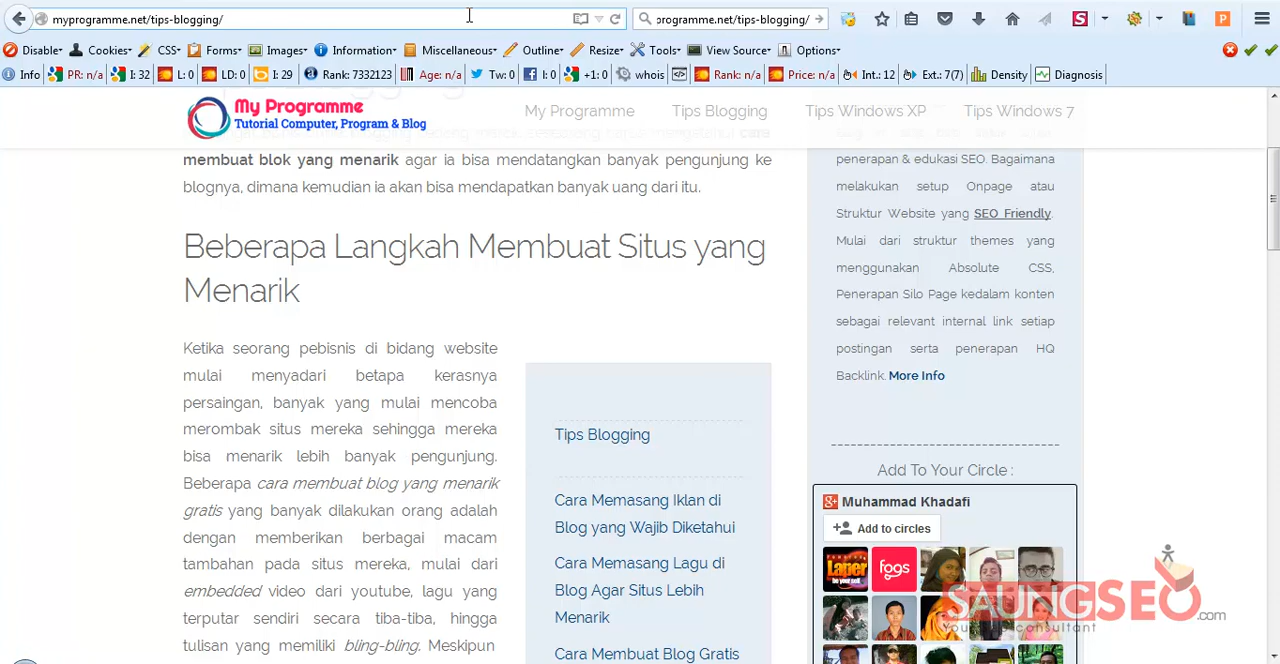 myprogramme.net/tips-blogging/
programme.net/tips-blogging/
Disable Cookies CSS Forms Images Information Miscellaneous Outline Resize Tools View Source Options
Info PR: n/a I: 32 L: 0 LD: 0 I: 29 Rank: 7332123 Age: n/a Tw: 0 I: 0 +1: 0 whois Rank: n/a Price: n/a Int.: 12 Ext.: 7(7) Density Diagnosis
My Programme
Tutorial Computer, Program & Blog
My Programme Tips Blogging Tips Windows XP Tips Windows 7
cara
membuat blok yang menarik agar ia bisa mendatangkan banyak pengunjung ke
blognya, dimana kemudian ia akan bisa mendapatkan banyak uang dari itu.
Beberapa Langkah Membuat Situs yang
Menarik
Ketika seorang pebisnis di bidang website
mulai menyadari betapa kerasnya
persaingan, banyak yang mulai mencoba
merombak situs mereka sehingga mereka
bisa menarik lebih banyak pengunjung.
Beberapa cara membuat blog yang menarik
gratis yang banyak dilakukan orang adalah
dengan memberikan berbagai macam
tambahan pada situs mereka, mulai dari
embedded video dari youtube, lagu yang
terputar sendiri secara tiba-tiba, hingga
tulisan yang memiliki bling-bling. Meskipun
Tips Blogging
Cara Memasang Iklan di
Blog yang Wajib Diketahui
Cara Memasang Lagu di
Blog Agar Situs Lebih
Menarik
Cara Membuat Blog Gratis
penerapan & edukasi SEO. Bagaimana
melakukan setup Onpage atau
Struktur Website yang SEO Friendly.
Mulai dari struktur themes yang
menggunakan Absolute CSS,
Penerapan Silo Page kedalam konten
sebagai relevant internal link setiap
postingan serta penerapan HQ
Backlink. More Info
Add To Your Circle :
Muhammad Khadafi
Add to circles
LAPER
fogs
SAUNGSEO.com